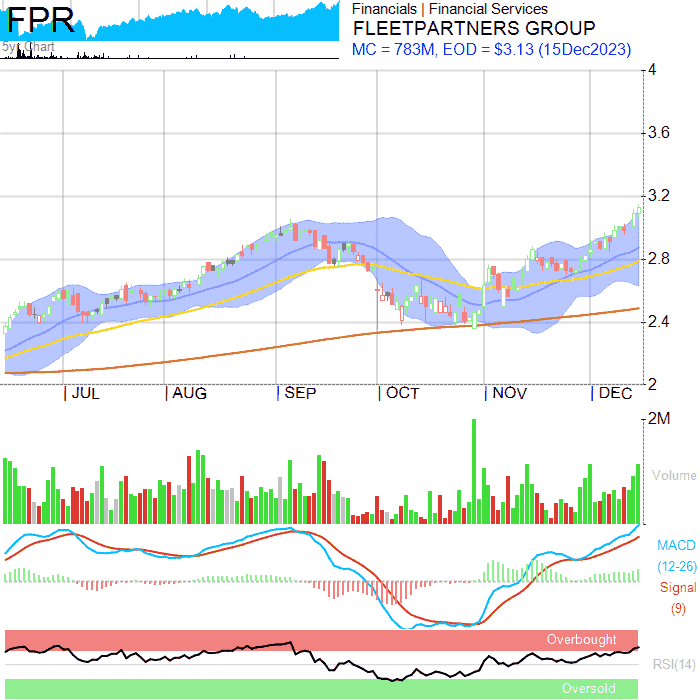 FPR
5yr Chart
Financials | Financial Services
FLEETPARTNERS GROUP
MC = 783M, EOD = $3.13 (15Dec2023)
4
3.6
3.2
2.8
2.4
2
JUL AUG SEP OCT NOV DEC
2M
Volume
MACD
(12-26)
Signal
(9)
Overbought
RSI(14)
Oversold